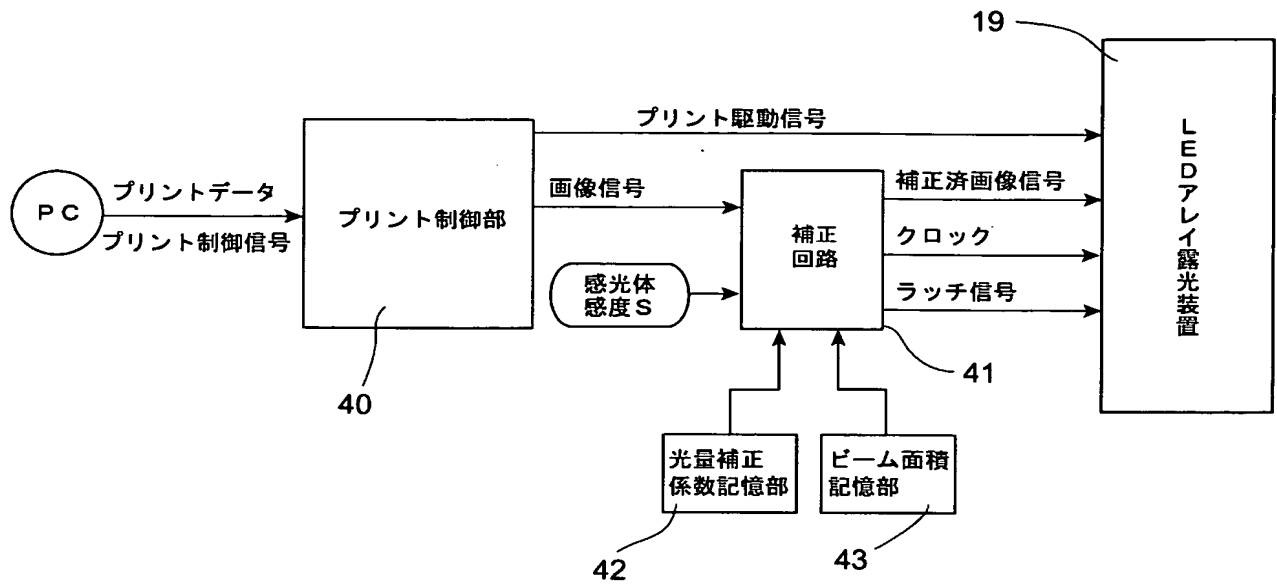 19
プリント駆動信号
PC
プリントデータ
プリント制御信号
プリント制御部
画像信号
感光体
感度S
補正
回路
補正済画像信号
クロック
ラッチ信号
LEDアレイ露光装置
40
41
光量補正
係数記憶部
ビーム面積
記憶部
42
43